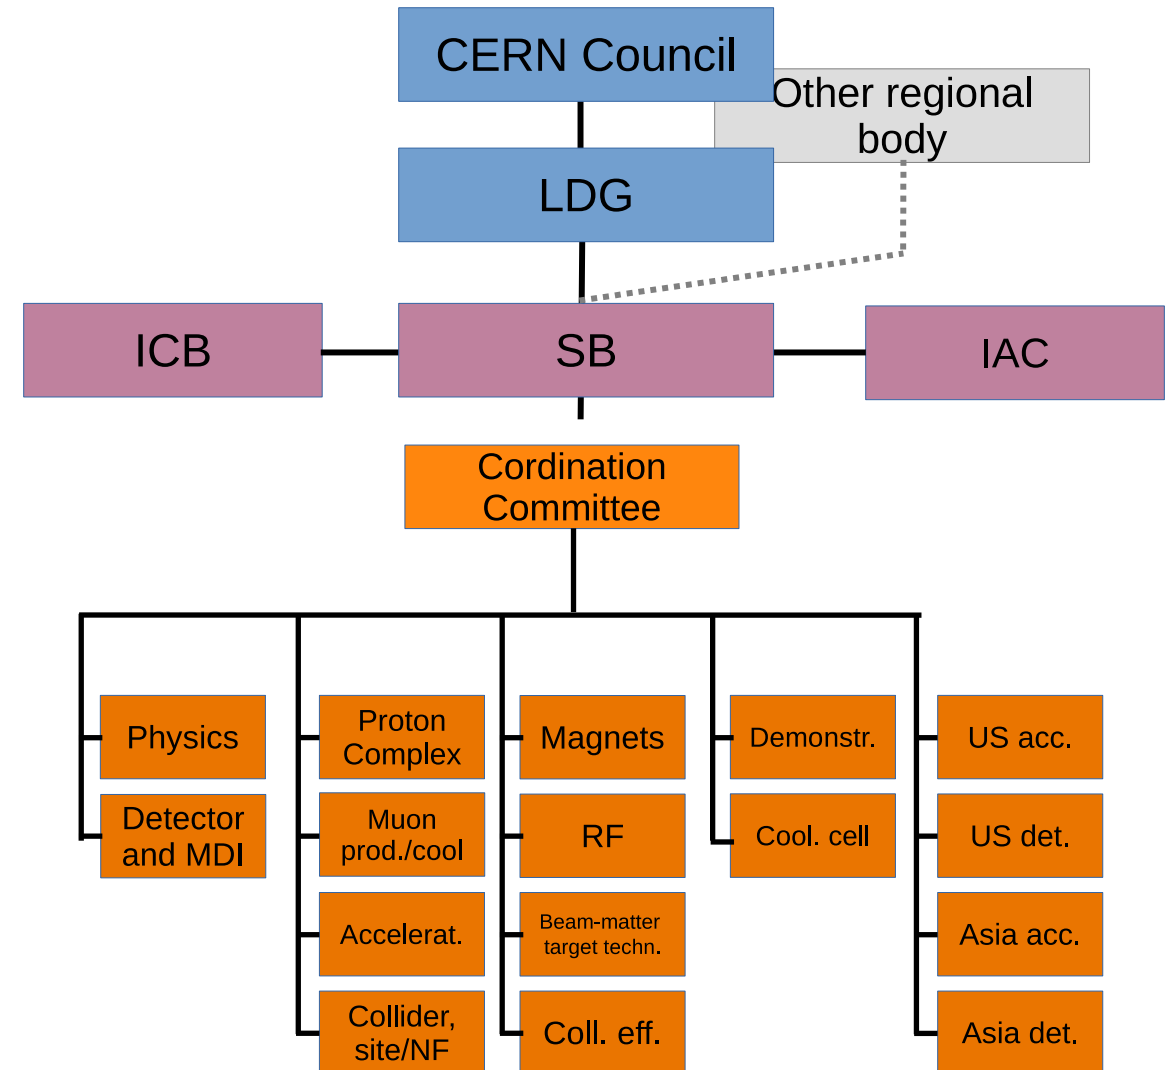 CERN Council
Other regional
body
LDG
ICB
SB
IAC
Cordination
Committee
Physics
Detector
and MDI
Proton
Complex
Muon
prod./cool
Accelerat.
Collider,
site/NF
Magnets
RF
Beam-matter
target techn.
Coll. eff.
Demonstr.
Cool. cell
US acc.
US det.
Asia acc.
Asia det.